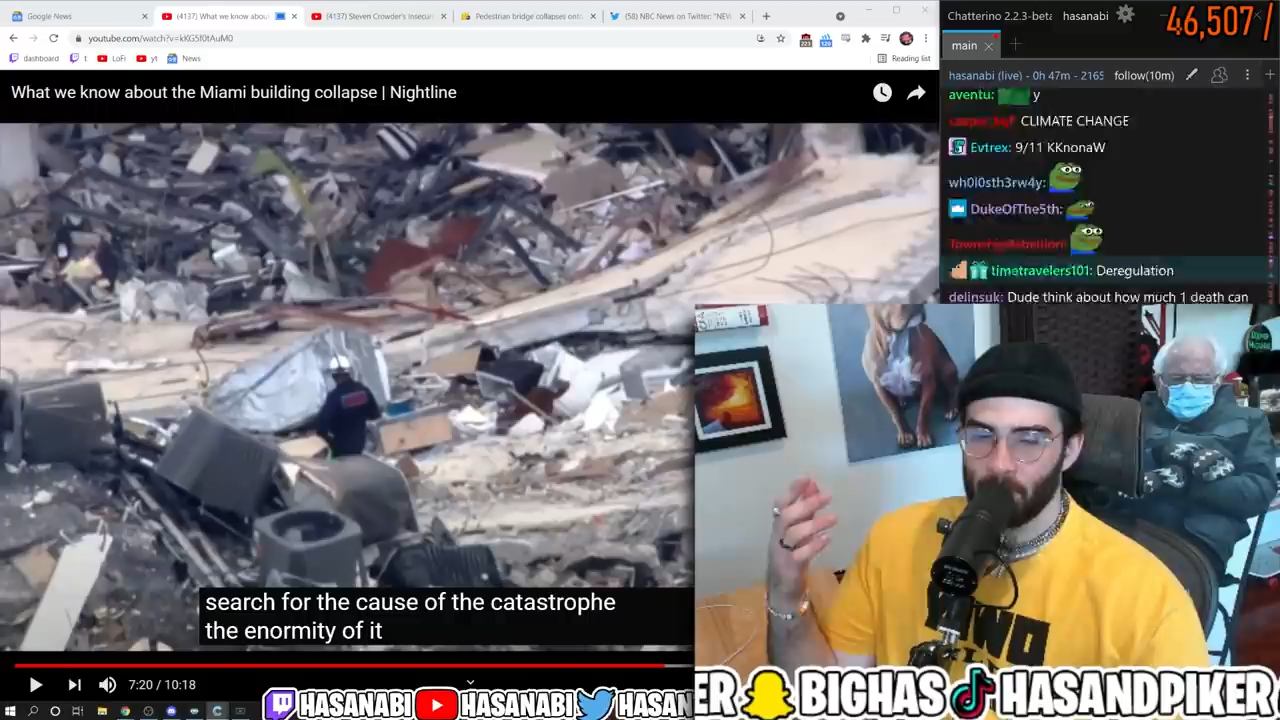 Google News
(4137) What we know about
(4137) Steven Crowder's Insecuri
Pedestrian bridge collapses onto
(58) NBC News on Twitter: "NEW
youtube.com/watch?v=kKG5f0tAuM0
dashboard
t
LoFi
yt
News
Reading list
What we know about the Miami building collapse | Nightline
search for the cause of the catastrophe
the enormity of it
7:20 / 10:18
Chatterino 2.2.3-beta
hasanabi
46,507 /
main
hasanabi (live) - 0h 47m - 2165
follow(10m)
aventu: y
CLIMATE CHANGE
Evtrex: 9/11 KKnonaW
wh0l0sth3rw4y:
DukeOfThe5th:
timetravelers101: Deregulation
delinsuk: Dude think about how much 1 death can
HASANABI
HASANABI
HASAN
ER
BIGHAS
HASANDPIKER